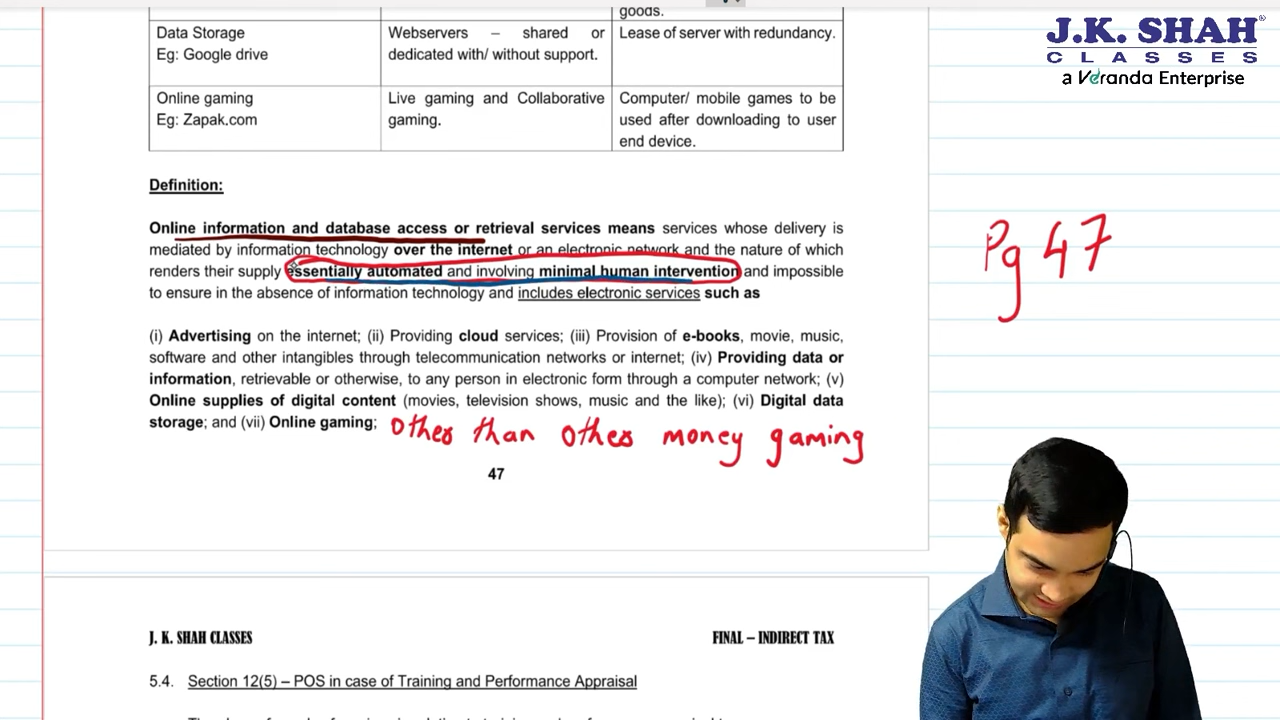 goods.
J.K. SHAH®
CLASSES
a Veranda Enterprise
Data Storage
Eg: Google drive
Webservers – shared or
dedicated with/ without support.
Lease of server with redundancy.
Online gaming
Eg: Zapak.com
Live gaming and Collaborative
gaming.
Computer/ mobile games to be
used after downloading to user
end device.
Definition:
Online information and database access or retrieval services means services whose delivery is
mediated by information technology over the internet or an electronic network and the nature of which
renders their supply essentially automated and involving minimal human intervention and impossible
to ensure in the absence of information technology and includes electronic services such as
Pg 47
(i) Advertising on the internet; (ii) Providing cloud services; (iii) Provision of e-books, movie, music,
software and other intangibles through telecommunication networks or internet; (iv) Providing data or
information, retrievable or otherwise, to any person in electronic form through a computer network; (v)
Online supplies of digital content (movies, television shows, music and the like); (vi) Digital data
storage; and (vii) Online gaming; other than other money gaming
47
J. K. SHAH CLASSES
FINAL – INDIRECT TAX
5.4. Section 12(5) – POS in case of Training and Performance Appraisal